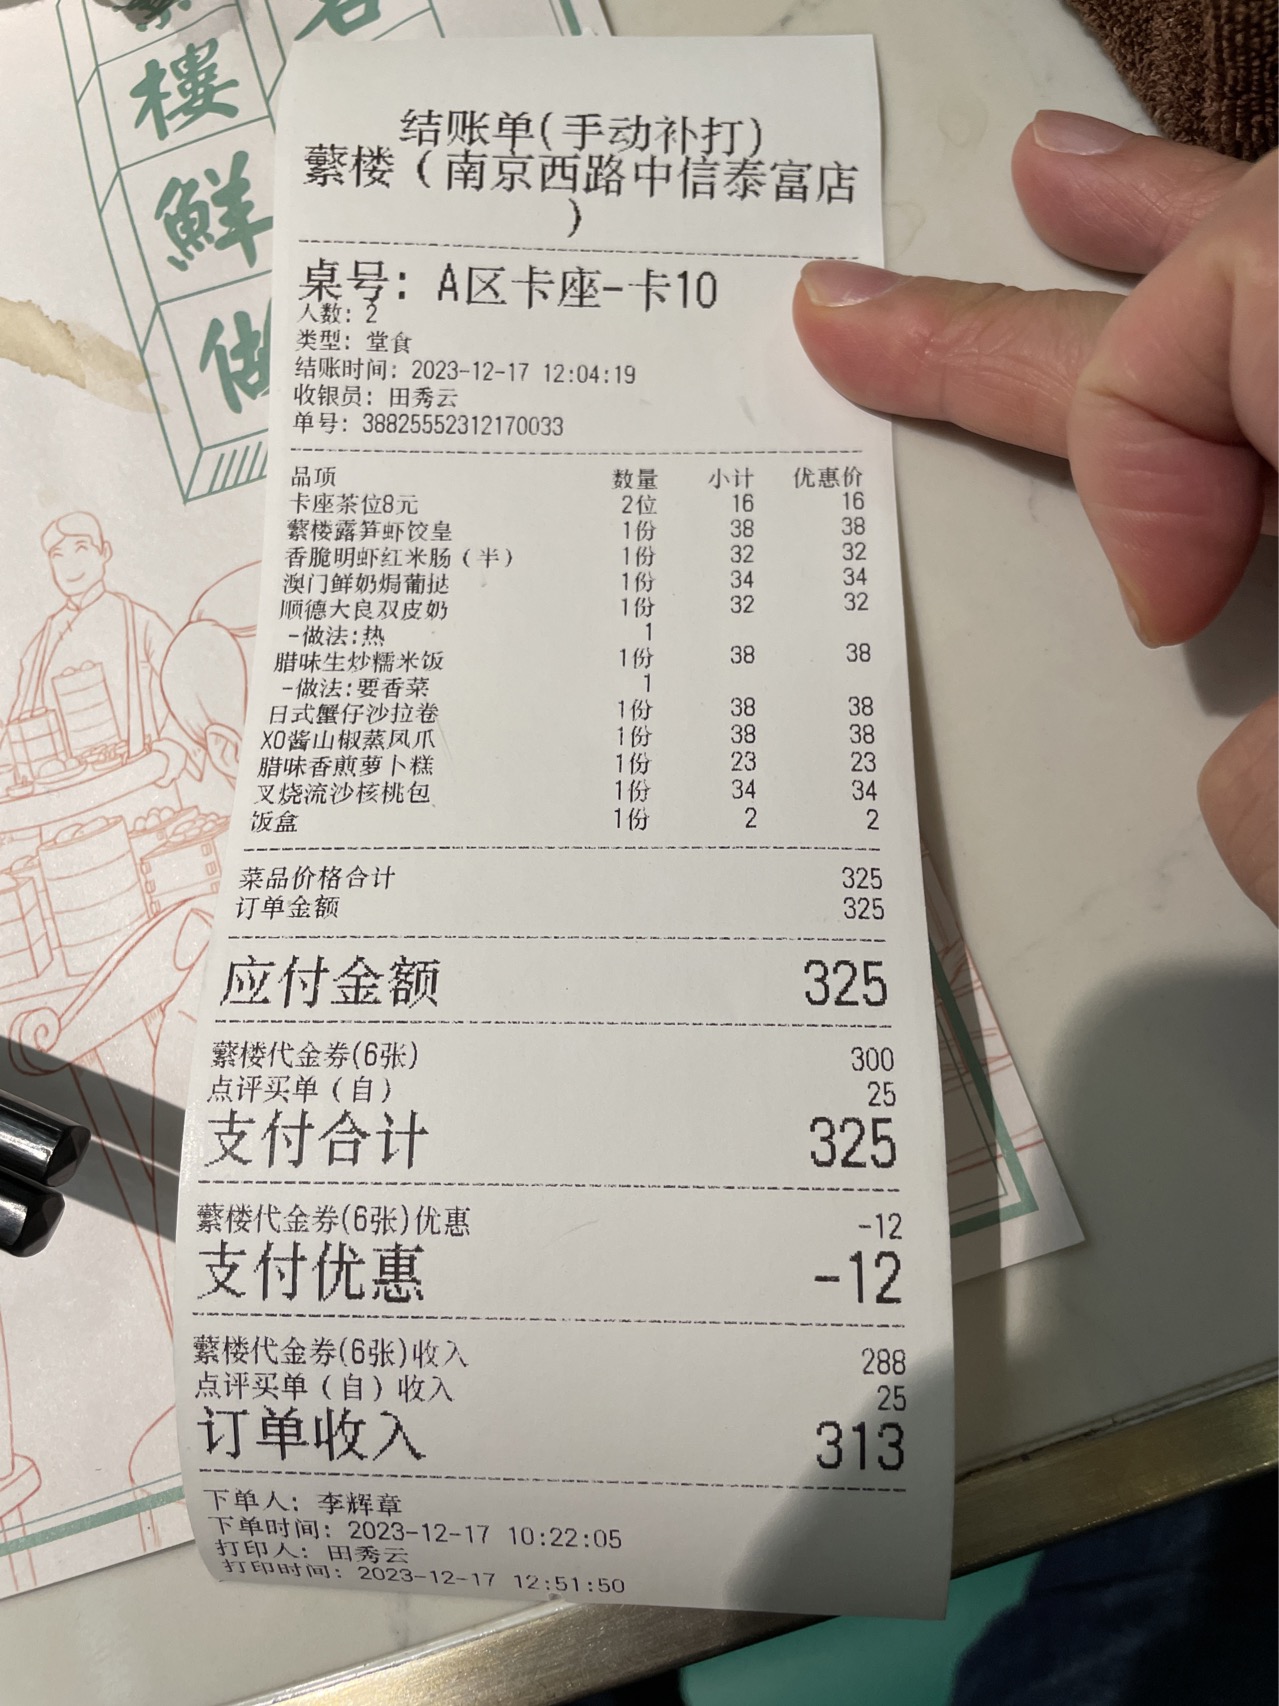 樓
鮮
结账单(手动补打)
蘩楼（南京西路中信泰富店
）
桌号: A区卡座-卡10
人数: 2
类型: 堂食
结账时间: 2023-12-17 12:04:19
收银员: 田秀云
单号: 38825552312170033
品项 数量 小计 优惠价
卡座茶位8元 2位 16 16
蘩楼露笋虾饺皇 1份 38 38
香脆明虾红米肠（半） 1份 32 32
澳门鲜奶焗葡挞 1份 34 34
顺德大良双皮奶 1份 32 32
-做法:热 1
腊味生炒糯米饭 1份 38 38
-做法:要香菜 1
日式蟹仔沙拉卷 1份 38 38
XO酱山椒蒸凤爪 1份 38 38
腊味香煎萝卜糕 1份 23 23
叉烧流沙核桃包 1份 34 34
饭盒 1份 2 2
菜品价格合计 325
订单金额 325
应付金额 325
蘩楼代金券(6张) 300
点评买单（自） 25
支付合计 325
蘩楼代金券(6张)优惠 -12
支付优惠 -12
蘩楼代金券(6张)收入 288
点评买单（自）收入 25
订单收入 313
下单人: 李辉章
下单时间: 2023-12-17 10:22:05
打印人: 田秀云
打印时间: 2023-12-17 12:51:50